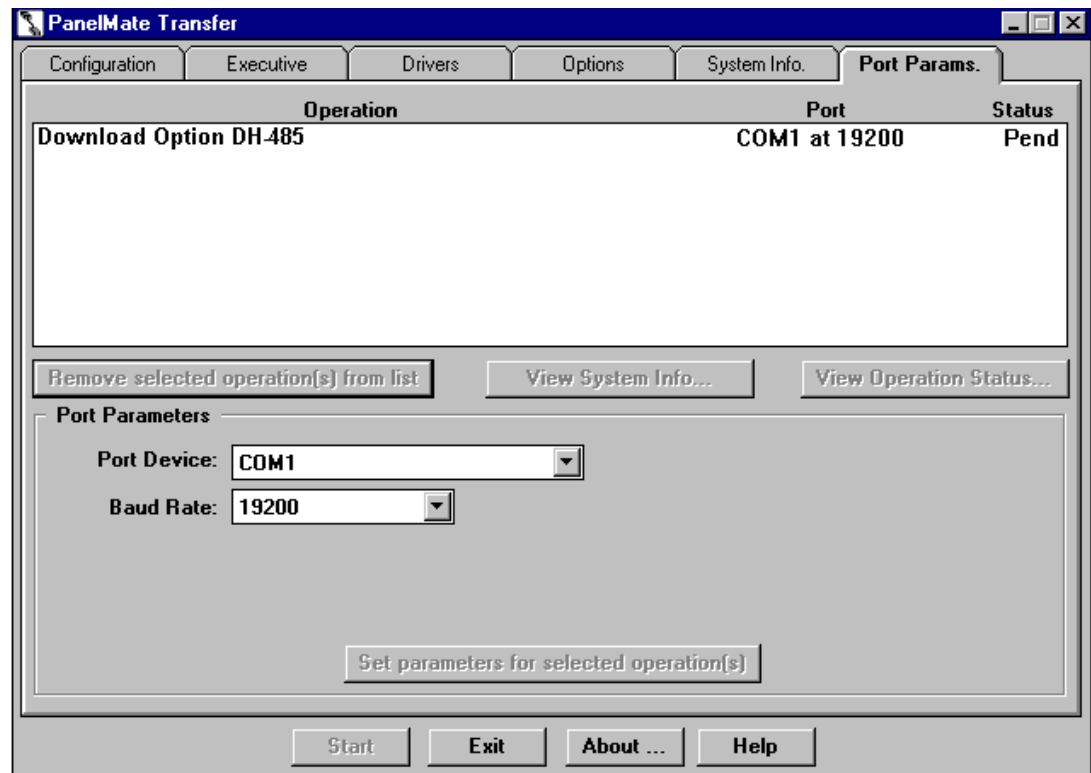 PanelMate Transfer
Configuration Executive Drivers Options System Info. Port Params.
Operation Port Status
Download Option DH-485 COM1 at 19200 Pend
Remove selected operation(s) from list View System Info... View Operation Status...
Port Parameters
Port Device: COM1
Baud Rate: 19200
Set parameters for selected operation(s)
Start Exit About ... Help